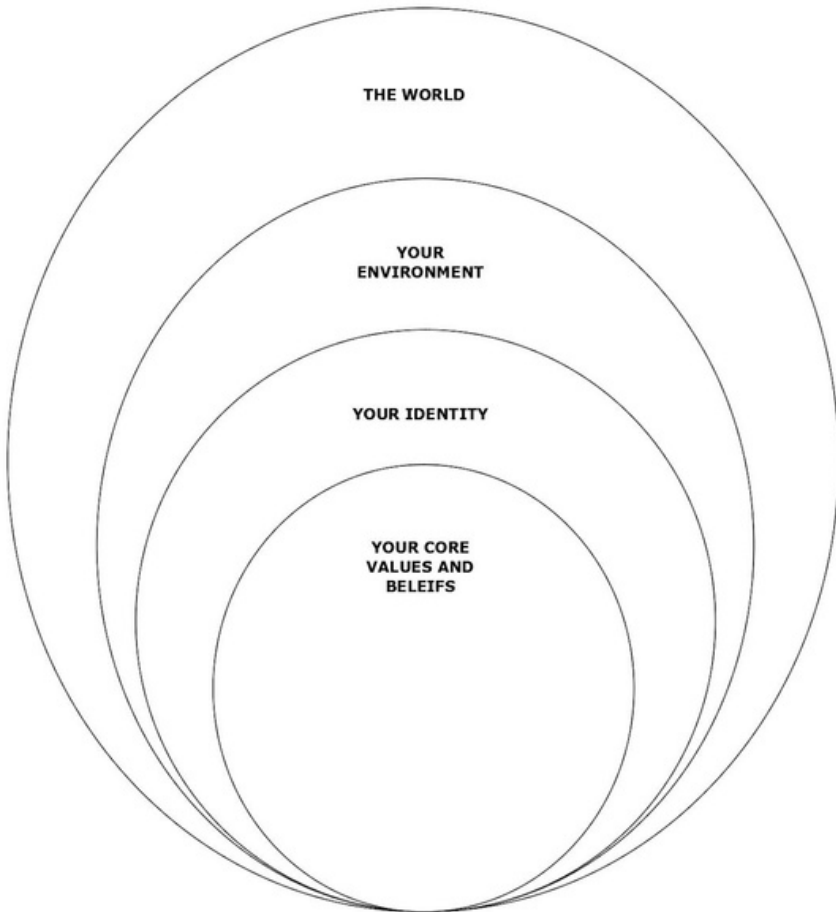 THE WORLD
YOUR
ENVIRONMENT
YOUR IDENTITY
YOUR CORE
VALUES AND
BELEIFS